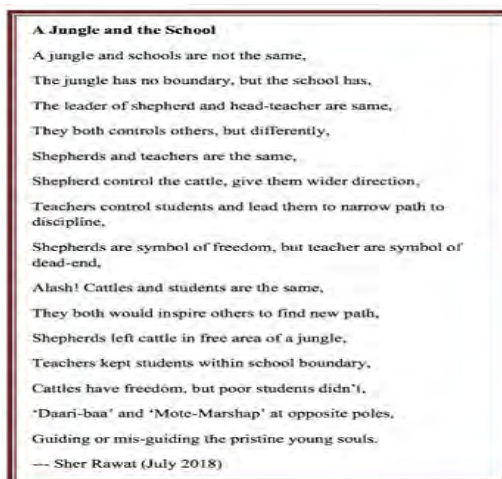 A Jungle and the School
A jungle and schools are not the same,
The jungle has no boundary, but the school has,
The leader of shepherd and head-teacher are same,
They both controls others, but differently,
Shepherds and teachers are the same,
Shepherd control the cattle, give them wider direction,
Teachers control students and lead them to narrow path to
discipline,
Shepherds are symbol of freedom, but teacher are symbol of
dead-end,
Alash! Cattles and students are the same,
They both would inspire others to find new path,
Shepherds left cattle in free area of a jungle,
Teachers kept students within school boundary,
Cattles have freedom, but poor students didn't,
'Daari-baa' and 'Mote-Marshap' at opposite poles,
Guiding or mis-guiding the pristine young souls.
--- Sher Rawat (July 2018)